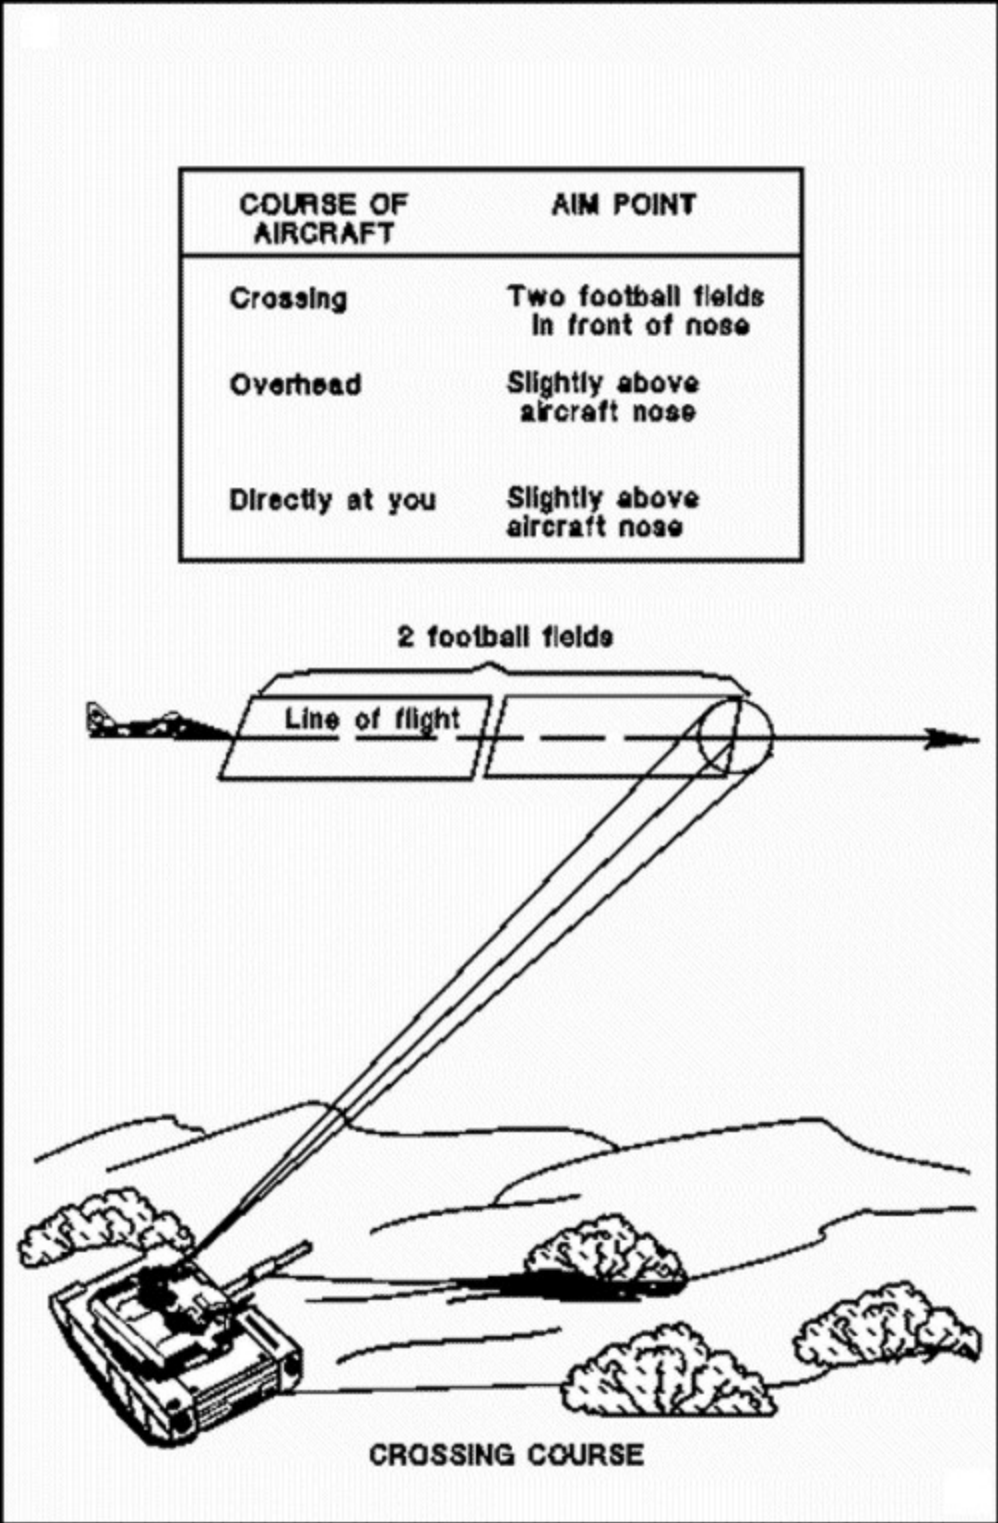 COURSE OF AIM POINT
AIRCRAFT
Crossing Two football fields
in front of nose
Overhead Slightly above
aircraft nose
Directly at you Slightly above
aircraft nose
2 football fields
Line of flight
CROSSING COURSE